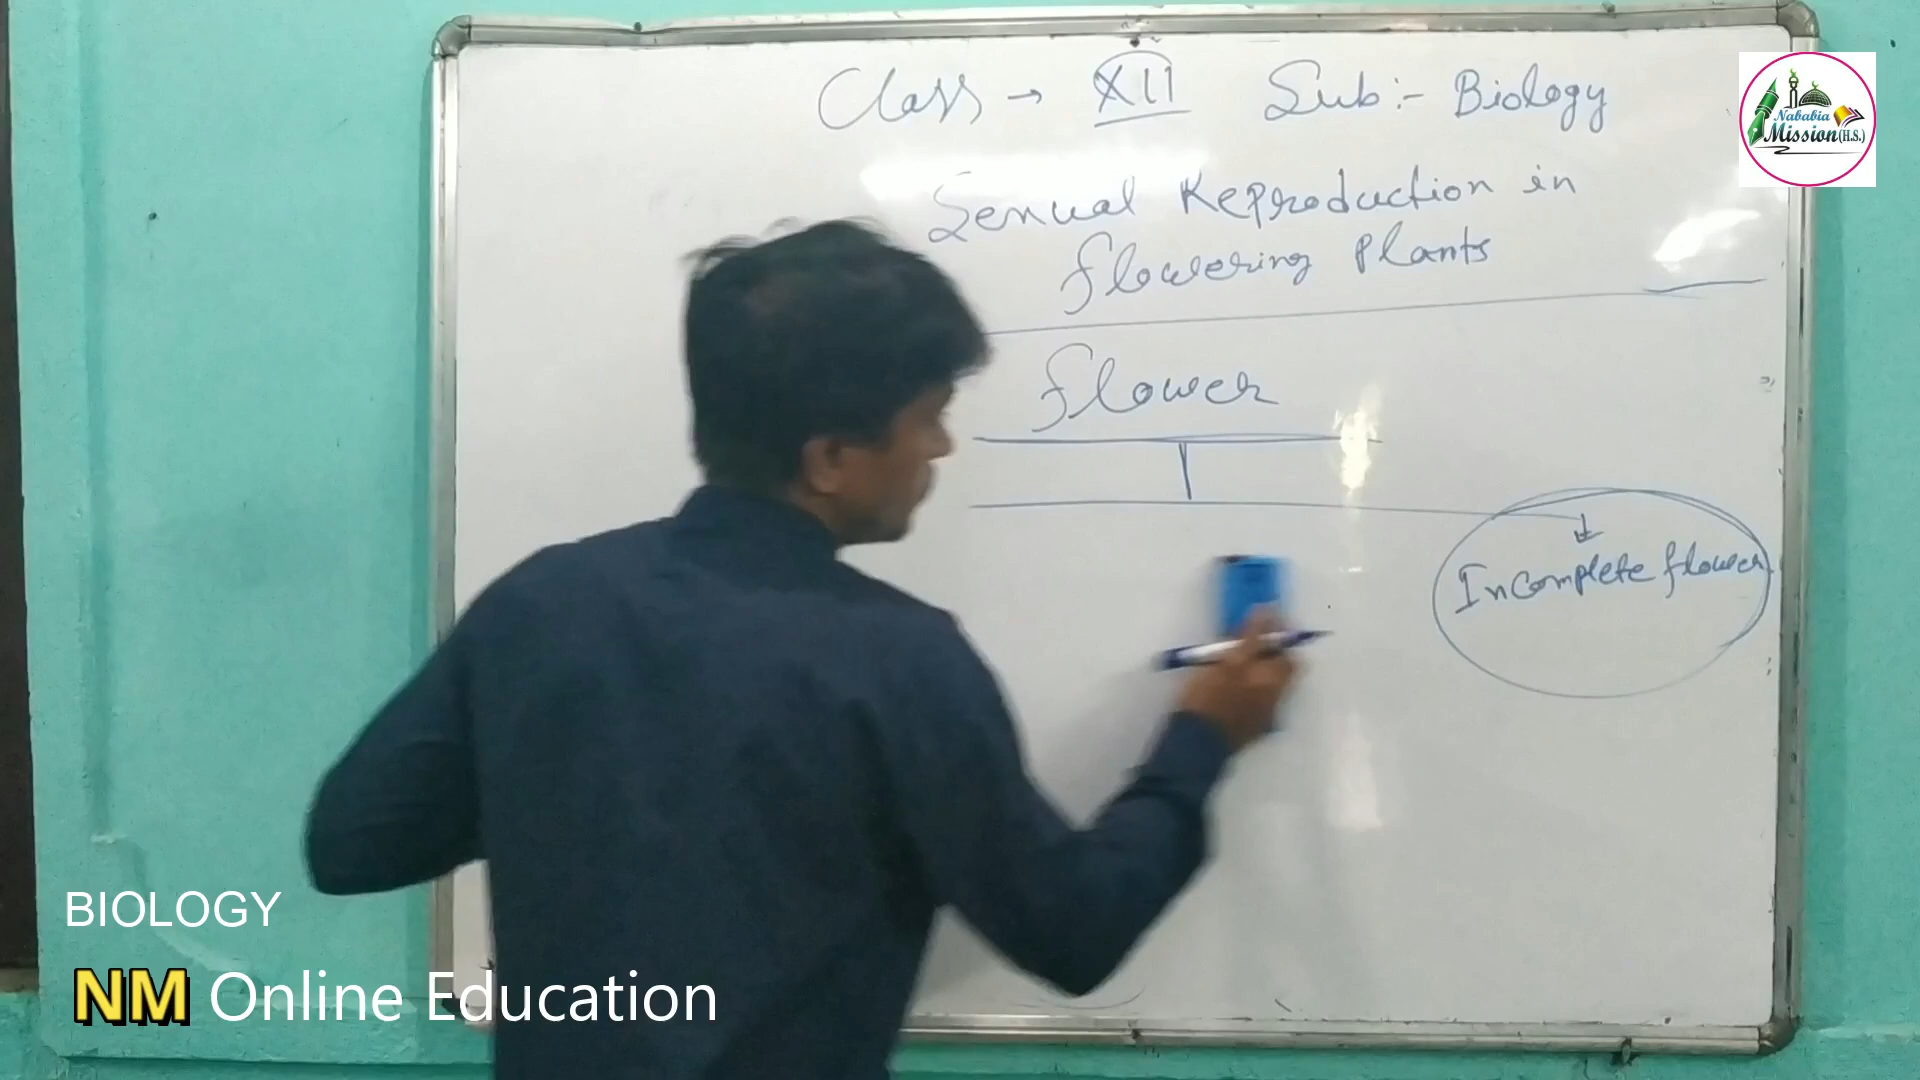 Class → XII Sub:- Biology
Sexual Reproduction in
flowering Plants
flower
Incomplete flower
Nababia
Mission (H.S.)
BIOLOGY
NM Online Education